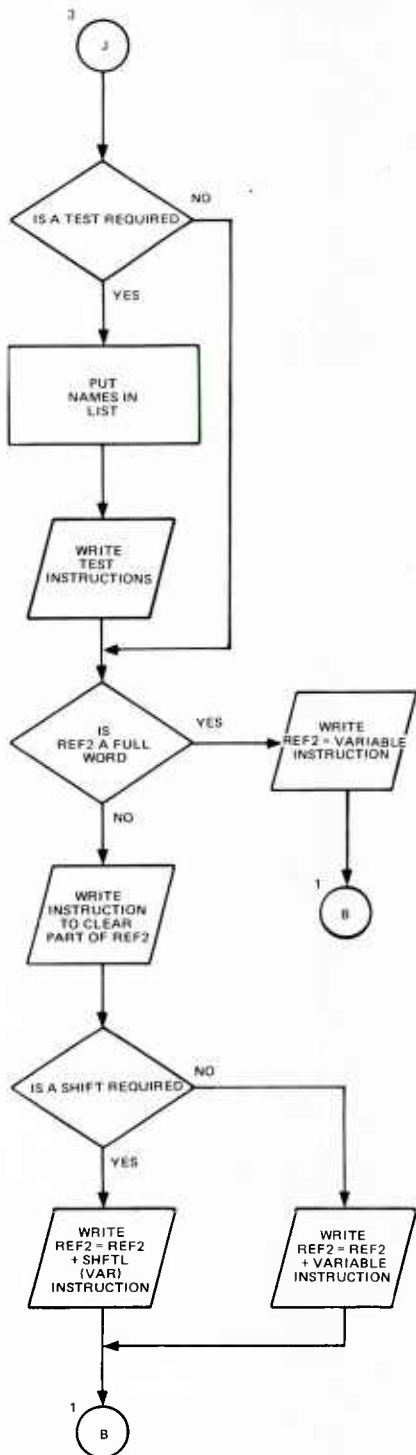 3
J
IS A TEST REQUIRED
NO
YES
PUT
NAMES IN
LIST
WRITE
TEST
INSTRUCTIONS
IS
REF2 A FULL
WORD
YES
WRITE
REF2 = VARIABLE
INSTRUCTION
NO
1
B
WRITE
INSTRUCTION
TO CLEAR
PART OF REF2
IS A SHIFT REQUIRED
NO
YES
WRITE
REF2 = REF2
+ SHFTL
(VAR)
INSTRUCTION
WRITE
REF2 = REF2
+ VARIABLE
INSTRUCTION
1
B